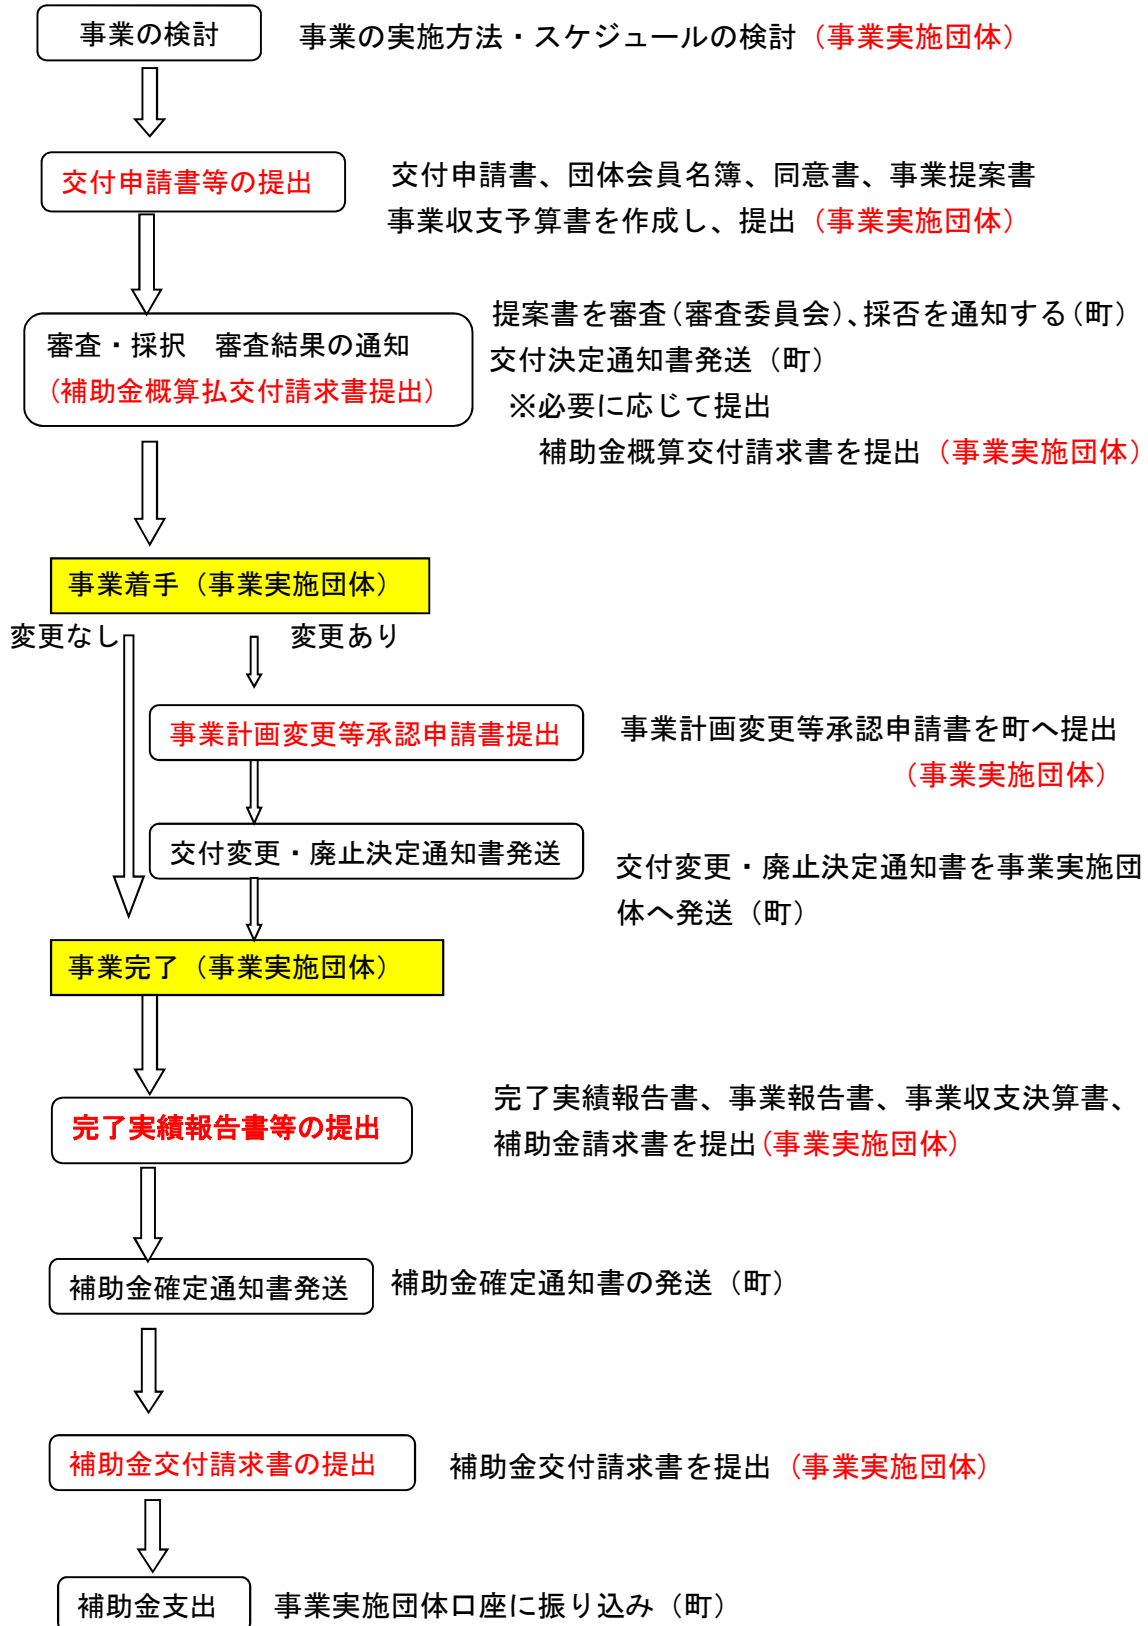 事業の検討
事業の実施方法・スケジュールの検討（事業実施団体）
交付申請書等の提出
交付申請書、団体会員名簿、同意書、事業提案書
事業収支予算書を作成し、提出（事業実施団体）
審査・採択　審査結果の通知
（補助金概算払交付請求書提出）
提案書を審査（審査委員会）、採否を通知する（町）
交付決定通知書発送（町）
※必要に応じて提出
補助金概算交付請求書を提出（事業実施団体）
事業着手（事業実施団体）
変更なし
変更あり
事業計画変更等承認申請書提出
事業計画変更等承認申請書を町へ提出
（事業実施団体）
交付変更・廃止決定通知書発送
交付変更・廃止決定通知書を事業実施団
体へ発送（町）
事業完了（事業実施団体）
完了実績報告書等の提出
完了実績報告書、事業報告書、事業収支決算書、
補助金請求書を提出（事業実施団体）
補助金確定通知書発送
補助金確定通知書の発送（町）
補助金交付請求書の提出
補助金交付請求書を提出（事業実施団体）
補助金支出
事業実施団体口座に振り込み（町）